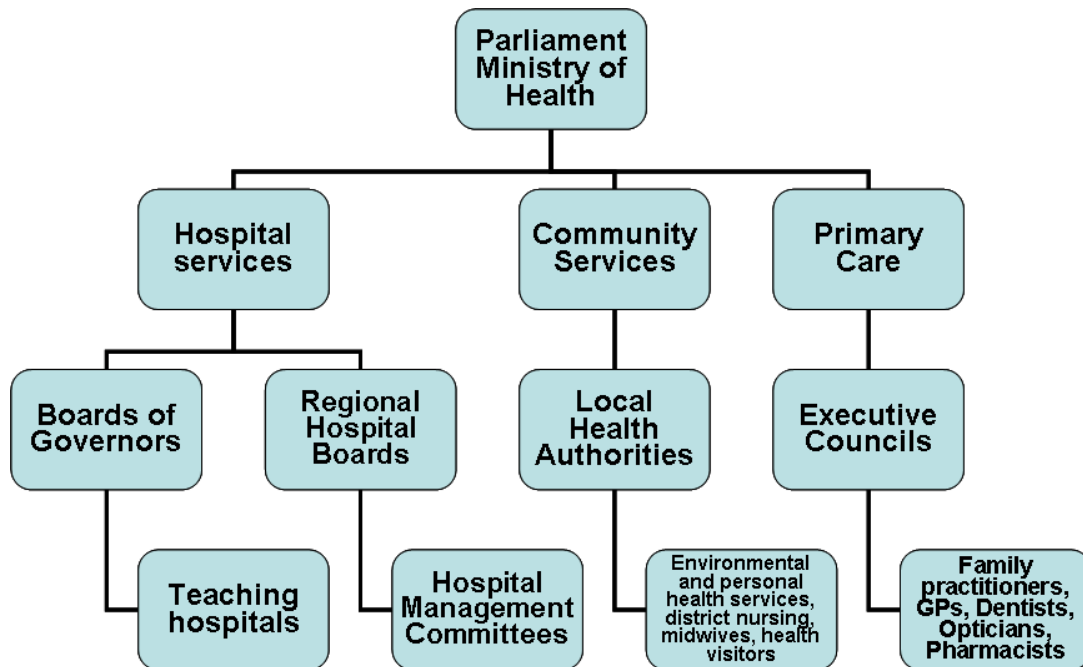 Parliament
Ministry of
Health
Hospital
services
Community
Services
Primary
Care
Boards of
Governors
Regional
Hospital
Boards
Local
Health
Authorities
Executive
Councils
Teaching
hospitals
Hospital
Management
Committees
Environmental
and personal
health services,
district nursing,
midwives, health
visitors
Family
practitioners,
GPs, Dentists,
Opticians,
Pharmacists